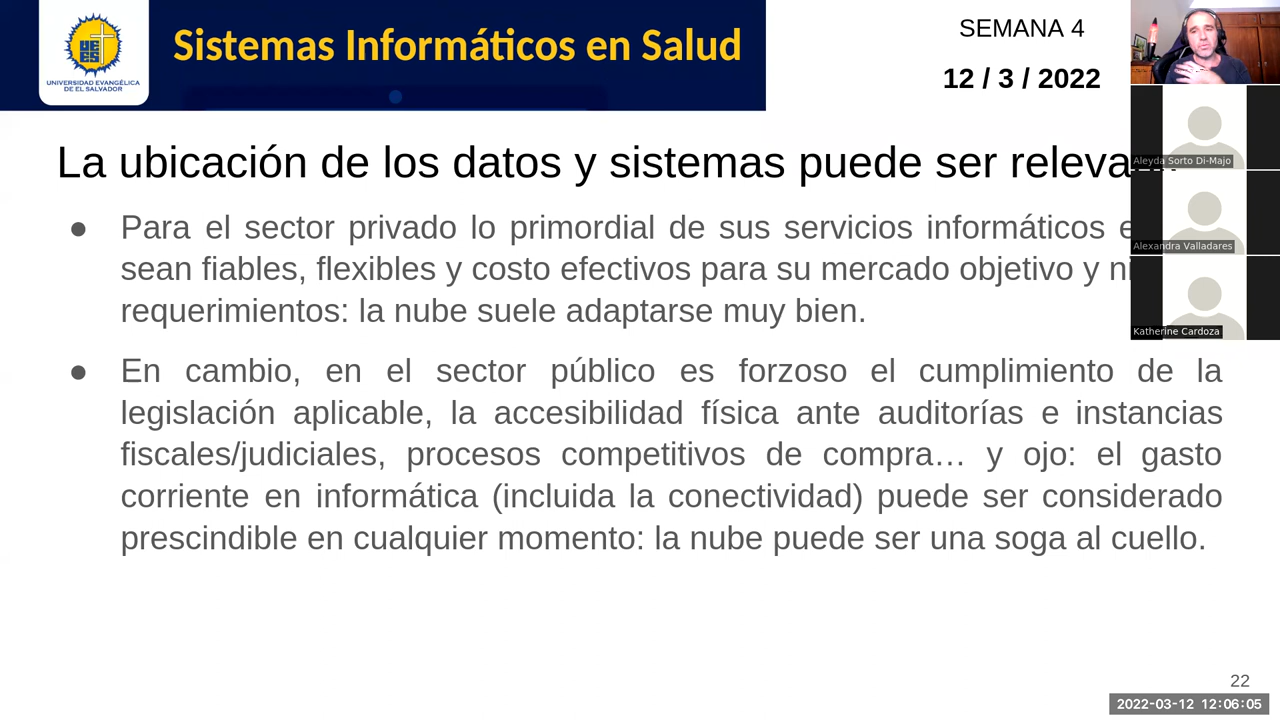 UNIVERSIDAD EVANGÉLICA
DE EL SALVADOR
Sistemas Informáticos en Salud
SEMANA 4
12 / 3 / 2022
La ubicación de los datos y sistemas puede ser
● Para el sector privado lo primordial de sus servicios informáticos
sean fiables, flexibles y costo efectivos para su mercado objetivo y
requerimientos: la nube suele adaptarse muy bien.
● En cambio, en el sector público es forzoso el cumplimiento de la
legislación aplicable, la accesibilidad física ante auditorías e instancias
fiscales/judiciales, procesos competitivos de compra… y ojo: el gasto
corriente en informática (incluida la conectividad) puede ser considerado
prescindible en cualquier momento: la nube puede ser una soga al cuello.
Aleyda Sorto Di-Majo
Alexandra Valladares
Katherine Cardoza
22
2022-03-12 12:06:05